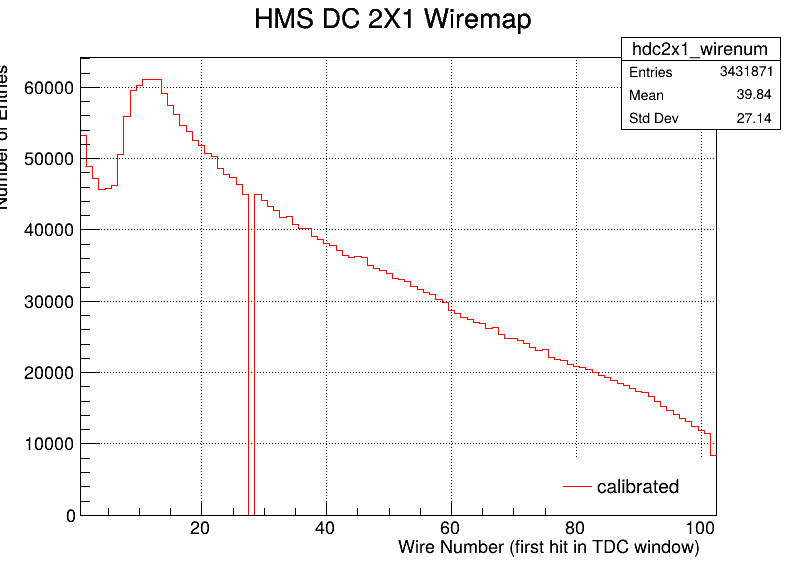 HMS DC 2X1 Wiremap
hdc2x1_wirenum
Entries 3431871
Mean 39.84
Std Dev 27.14
Number of Entries
60000
50000
40000
30000
20000
10000
0
calibrated
20 40 60 80 100
Wire Number (first hit in TDC window)